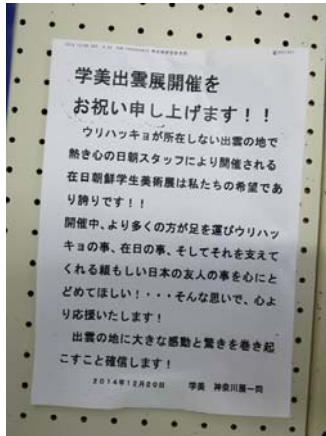 学美出雲展開催を
お祝い申し上げます！！
ウリハッキョが所在しない出雲の地で
熱き心の日朝スタッフにより開催される
在日朝鮮学生美術展は私たちの希望であ
り誇りです！！
開催中、より多くの方が足を運びウリハッ
キョの事、在日の事、そしてそれを支えて
くれる頼もしい日本の友人の事を心にと
どめてほしい！・・・そんな思いで、心よ
り応援いたします！
出雲の地に大きな感動と驚きを巻き起
こすこと確信します！
2014年12月20日　学美　神奈川展一同